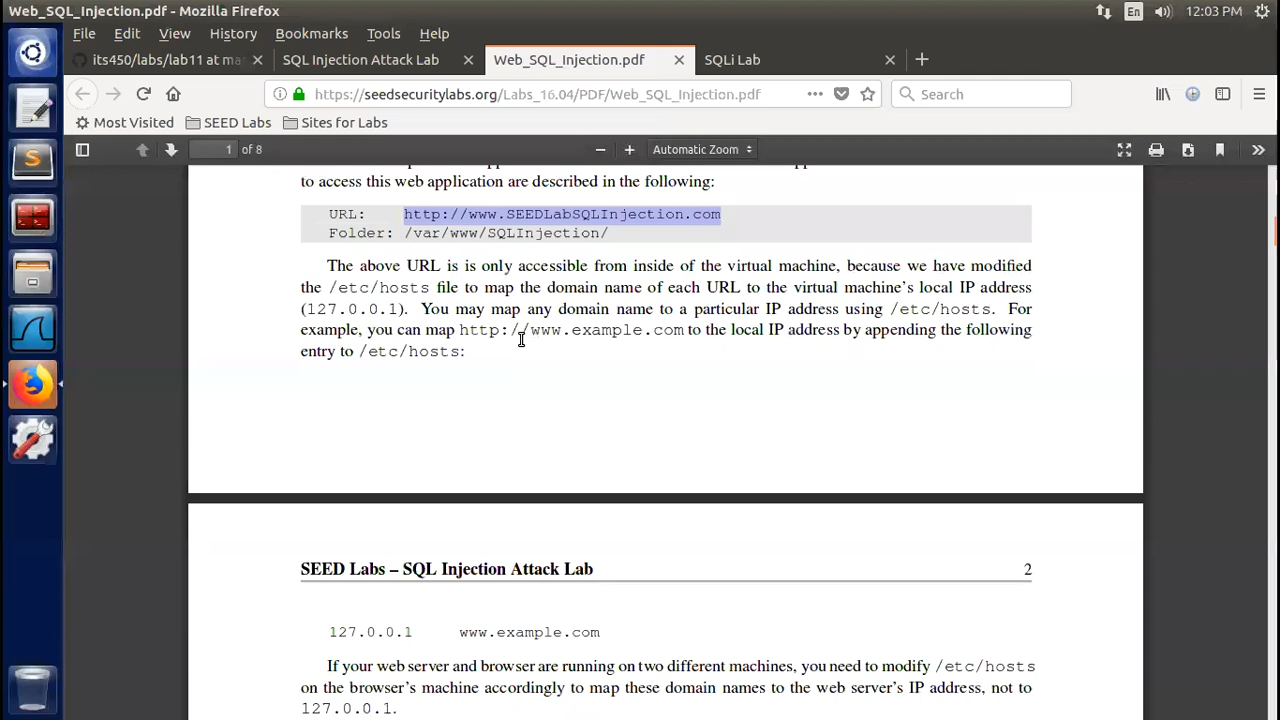 Web_SQL_Injection.pdf - Mozilla Firefox
En
12:03 PM
File Edit View History Bookmarks Tools Help
its450/labs/lab11 at ma
SQL Injection Attack Lab
Web_SQL_Injection.pdf
SQLi Lab
https://seedsecuritylabs.org/Labs_16.04/PDF/Web_SQL_Injection.pdf
Search
Most Visited
SEED Labs
Sites for Labs
1 of 8
Automatic Zoom
to access this web application are described in the following:
URL: http://www.SEEDLabSQLInjection.com
Folder: /var/www/SQLInjection/
The above URL is is only accessible from inside of the virtual machine, because we have modified
the /etc/hosts file to map the domain name of each URL to the virtual machine's local IP address
(127.0.0.1). You may map any domain name to a particular IP address using /etc/hosts. For
example, you can map http://www.example.com to the local IP address by appending the following
entry to /etc/hosts:
SEED Labs – SQL Injection Attack Lab 2
127.0.0.1 www.example.com
If your web server and browser are running on two different machines, you need to modify /etc/hosts
on the browser's machine accordingly to map these domain names to the web server's IP address, not to
127.0.0.1.